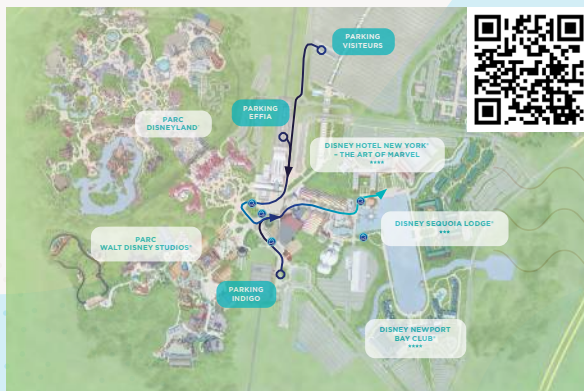 PARKING
VISITEURS
PARKING
EFFIA
PARC
DISNEYLAND
DISNEY HOTEL NEW YORK®
- THE ART OF MARVEL
****
DISNEY SEQUOIA LODGE®
***
PARC
WALT DISNEY STUDIOS®
PARKING
INDIGO
DISNEY NEWPORT
BAY CLUB®
****